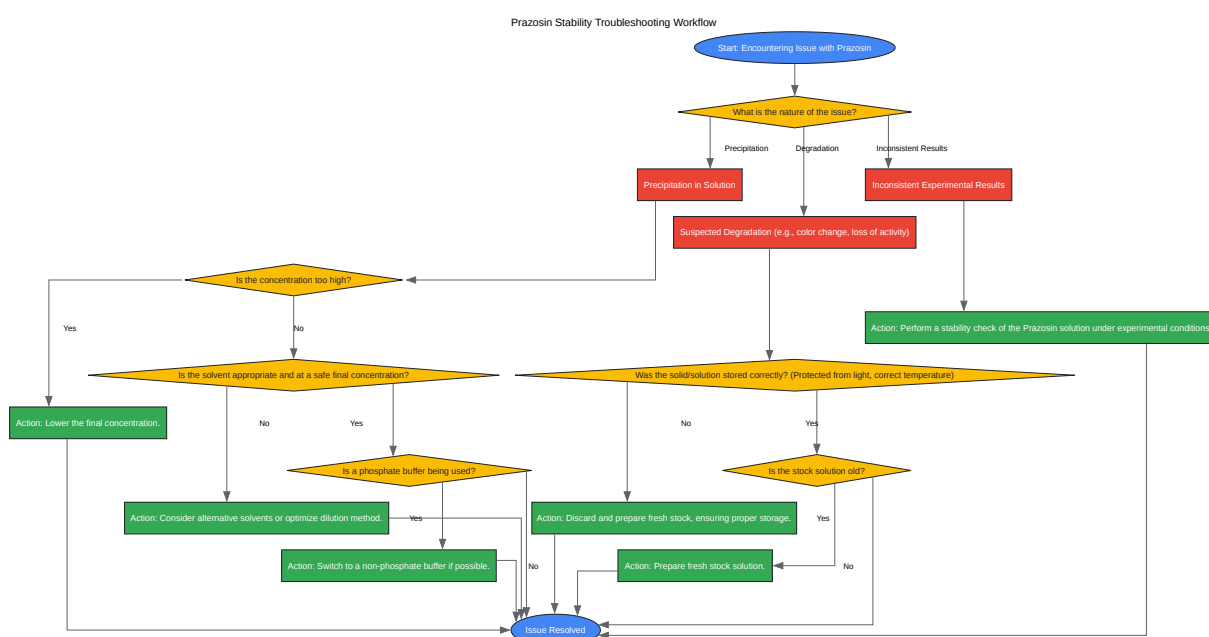 Prazosin Stability Troubleshooting Workflow
Start: Encountering Issue with Prazosin
What is the nature of the issue?
Precipitation
Degradation
Inconsistent Results
Precipitation in Solution
Inconsistent Experimental Results
Suspected Degradation (e.g., color change, loss of activity)
Is the concentration too high?
Yes
No
Action: Perform a stability check of the Prazosin solution under experimental conditions
Is the solvent appropriate and at a safe final concentration?
Was the solid/solution stored correctly? (Protected from light, correct temperature)
Action: Lower the final concentration.
No
Yes
No
Yes
Is a phosphate buffer being used?
Is the stock solution old?
Action: Consider alternative solvents or optimize dilution method.
Yes
Action: Discard and prepare fresh stock, ensuring proper storage.
Yes
Action: Switch to a non-phosphate buffer if possible.
No
Action: Prepare fresh stock solution.
No
Issue Resolved